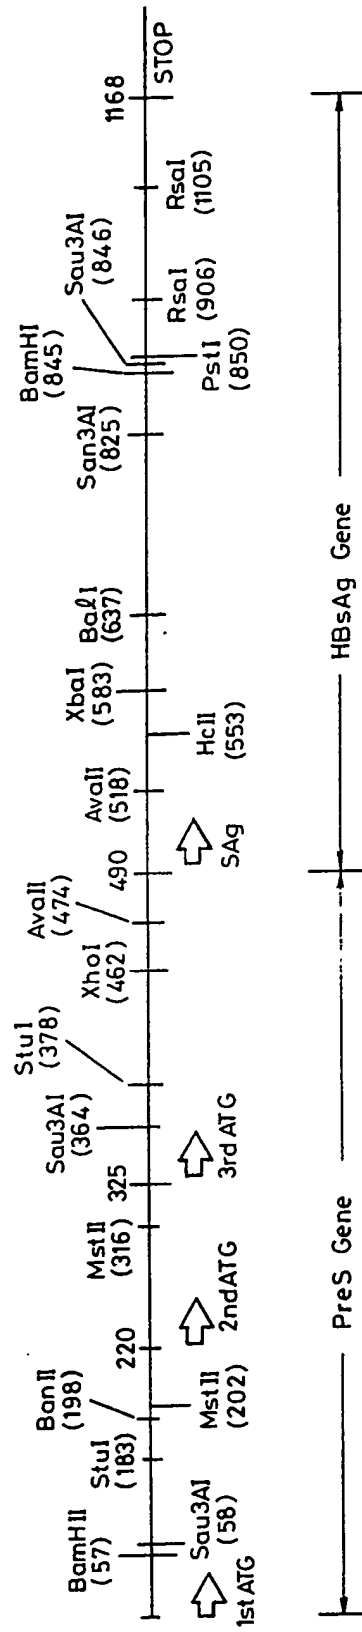 BamHII
(57)
StuI
(183)
BanII
(198)
220
MstII
(316)
325
Sau3AI
(364)
StuI
(378)
XhoI
(462)
AvaII
(474)
490
AvaII
(518)
XbaI
(583)
BalI
(637)
San3AI
(825)
BamHI
(845)
Sau3AI
(846)
1168
STOP
1st ATG
Sau3AI
(58)
MstII
(202)
2nd ATG
3rd ATG
SAg
HcII
(553)
PstI
(850)
RsaI
(906)
RsaI
(1105)
PreS Gene
HBsAg Gene